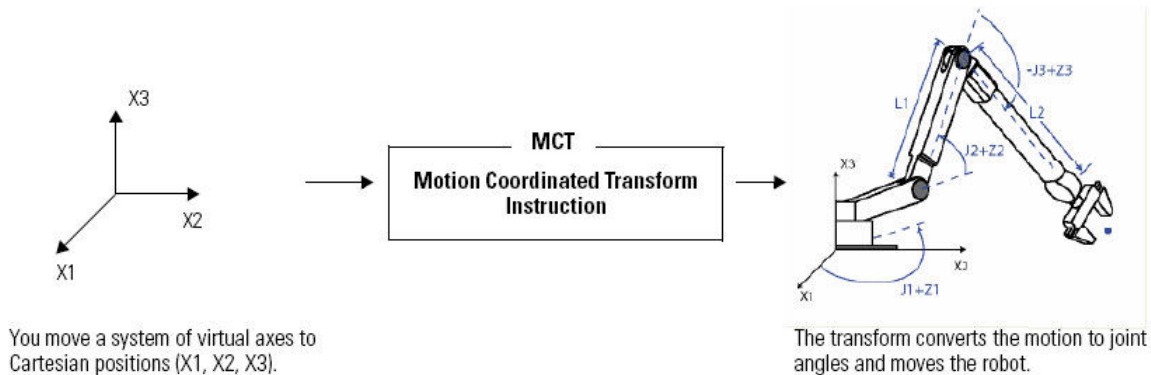 X3
X2
X1
MCT
Motion Coordinated Transform
Instruction
L1
-J3+Z3
L2
J2+Z2
X3
X2
J1+Z1
X1
You move a system of virtual axes to
Cartesian positions (X1, X2, X3).
The transform converts the motion to joint
angles and moves the robot.